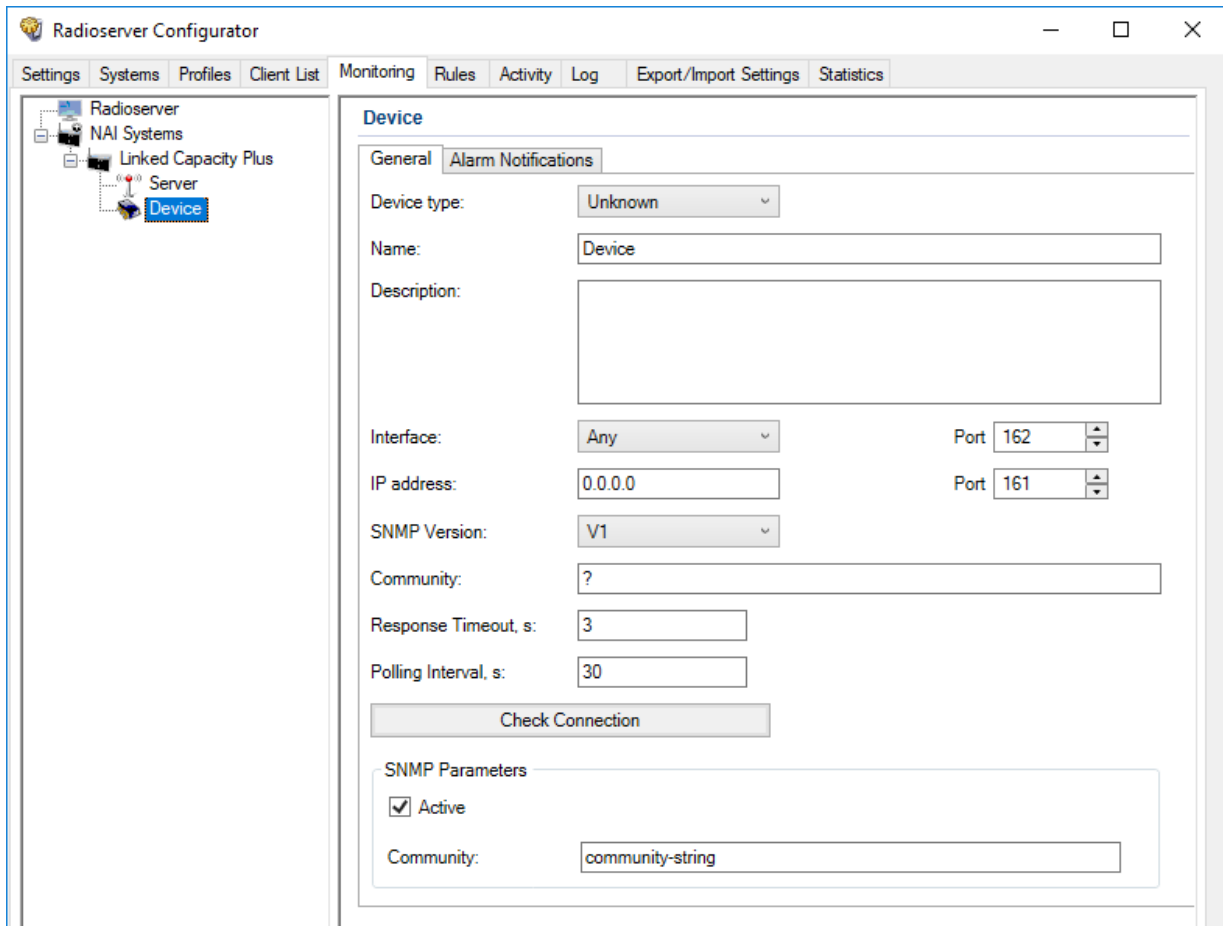 Radioserver Configurator
Settings Systems Profiles Client List Monitoring Rules Activity Log Export/Import Settings Statistics
Radioserver
NAI Systems
Linked Capacity Plus
Server
Device
Device
General Alarm Notifications
Device type: Unknown
Name: Device
Description:
Interface: Any Port 162
IP address: 0.0.0.0 Port 161
SNMP Version: V1
Community: ?
Response Timeout, s: 3
Polling Interval, s: 30
Check Connection
SNMP Parameters
Active
Community: community-string